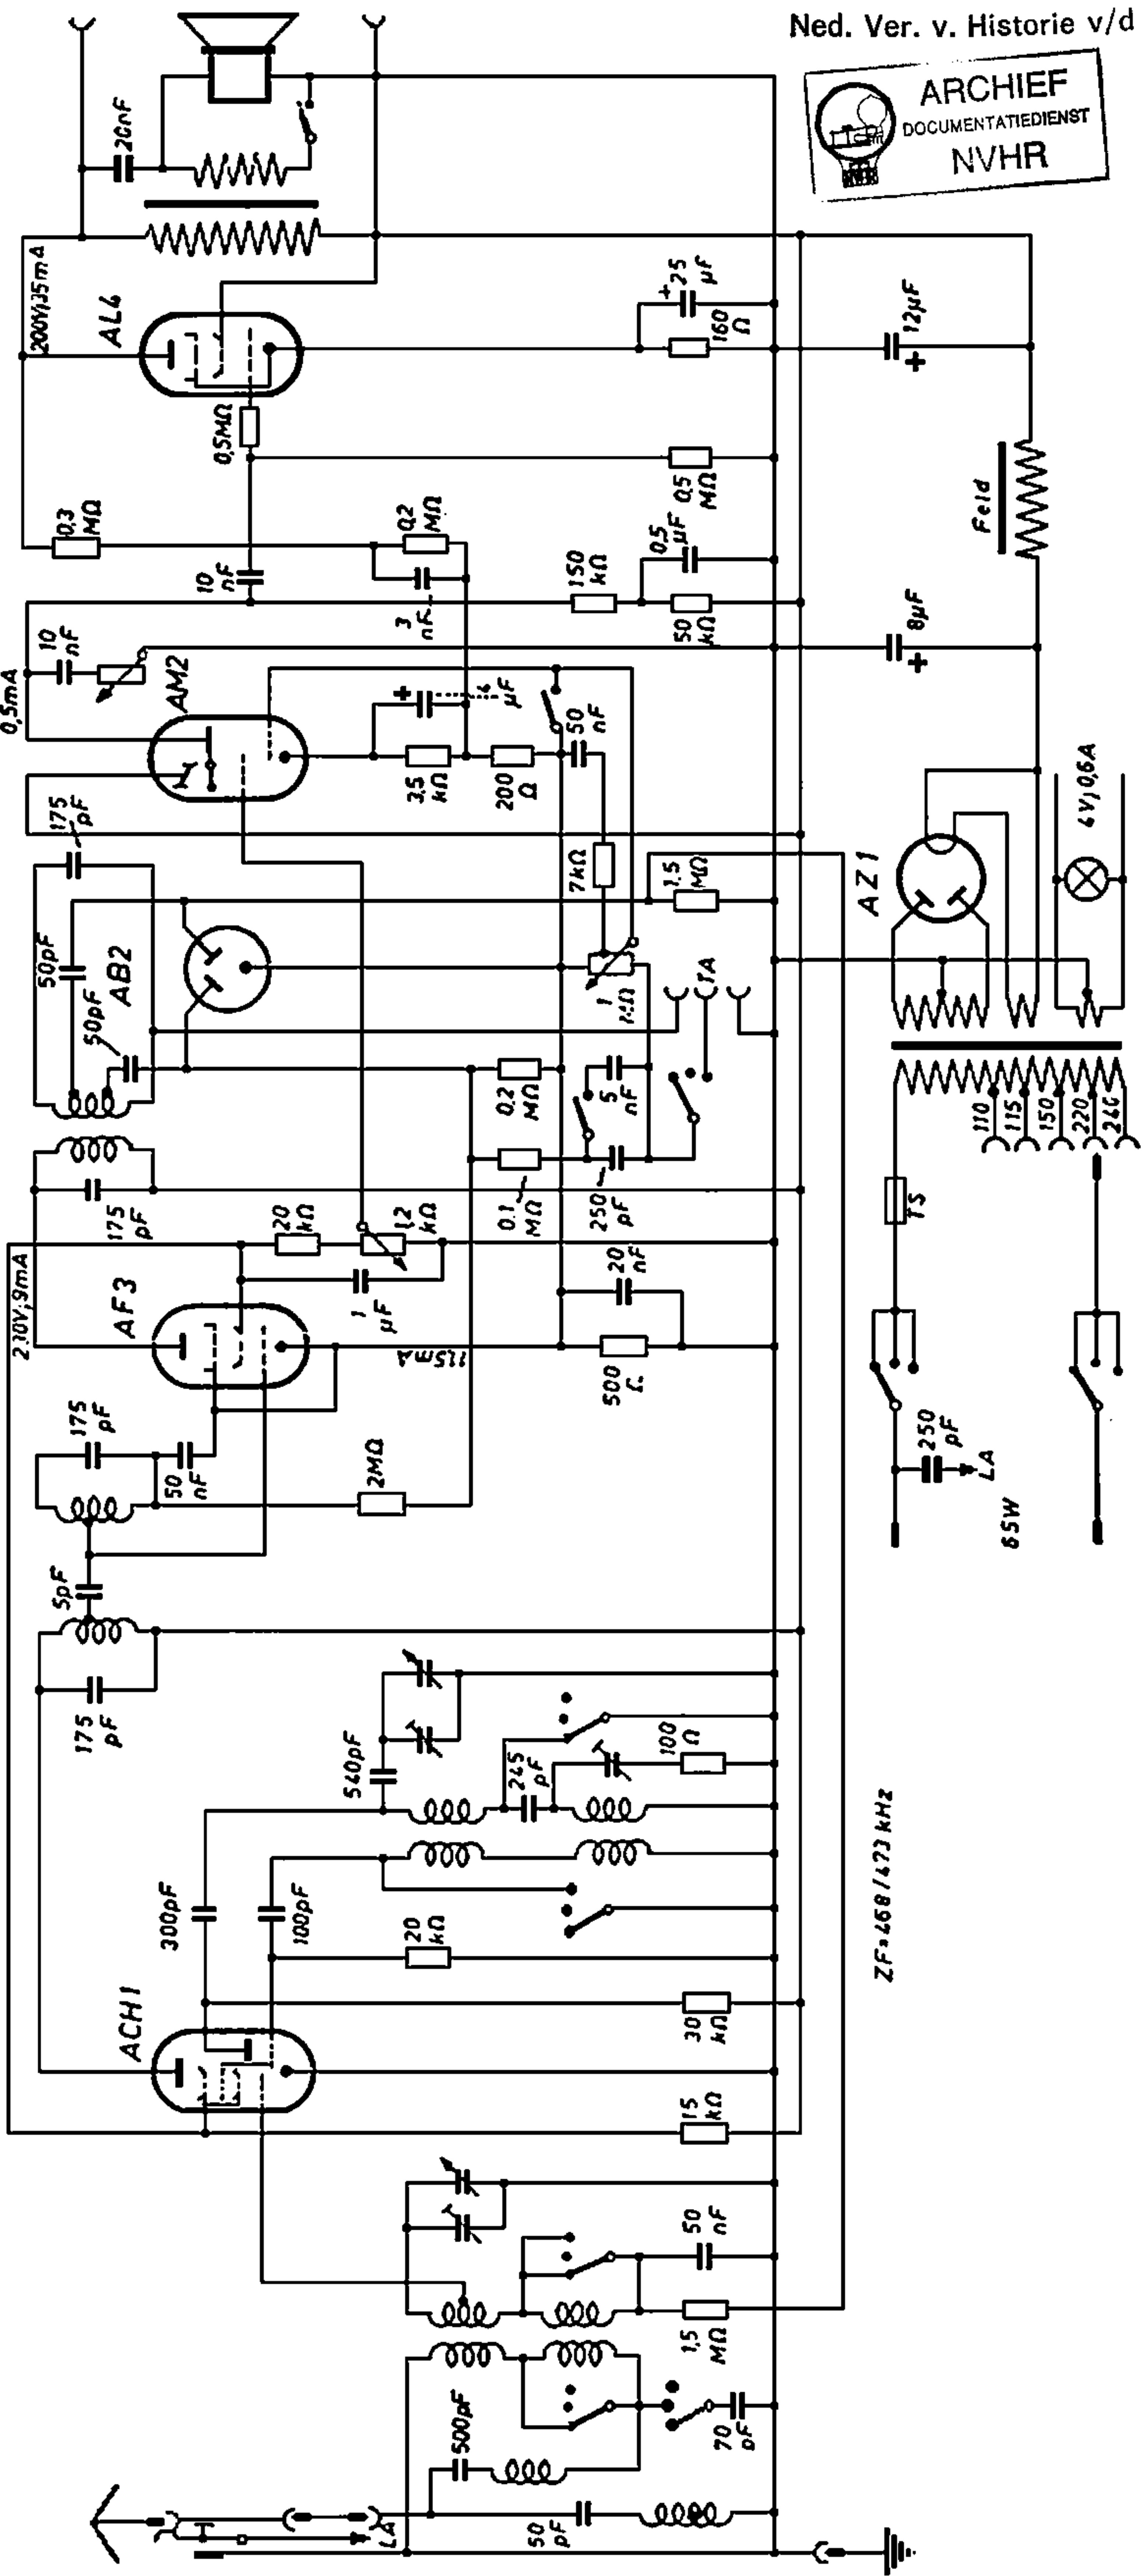 Ned. Ver. v. Historie v/d
ARCHIEF
DOCUMENTATIEDIENST
NVHR
20nF
200V;35mA
AL4
0,5MΩ
+ 25 µF
160 Ω
12µF
+
0,3 MΩ
0,2 MΩ
0,5 MΩ
10 nF
3 nF
150 kΩ
0,5 µF
50 kΩ
Feld
8µF
+
0,5mA
10 nF
AM2
+
4 µF
3,5 kΩ
200 Ω
50 nF
7kΩ
175 pF
50pF
AB2
50pF
1,5 MΩ
1 MΩ
TA
AZ1
4V;0,6A
0,2 MΩ
5 nF
0.1 MΩ
250 pF
110
115
150
220
240
TS
175 pF
230V;9mA
AF3
20 kΩ
1,2 kΩ
1 µF
11,5mA
20 nF
500 Ω
175 pF
50 nF
2MΩ
250 pF
LA
65W
5pF
175 pF
540pF
245 pF
100 Ω
300pF
100pF
20 kΩ
ACH1
30 kΩ
15 kΩ
ZF=468/473 kHz
50 nF
1,5 MΩ
500pF
70 pF
50 pF
LA